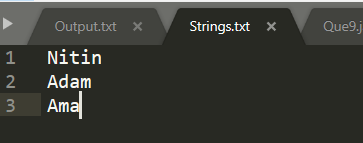 Output.txt × Strings.txt × Que9.j
1 Nitin
2 Adam
3 Ama